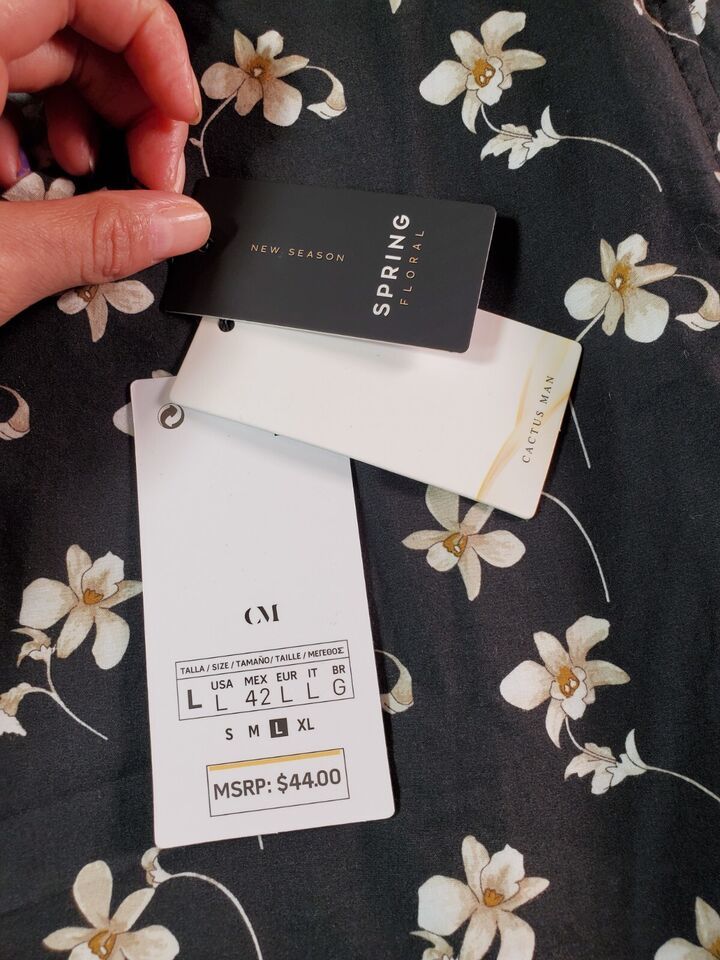 NEW SEASON
SPRING
FLORAL
CACTUS MAN
CM
TALLA / SIZE / TAMAÑO / TAILLE / ΜΕΓΕΘΟΣ
L USA L MEX 42 EUR L IT L BR G
S M L XL
MSRP: $44.00